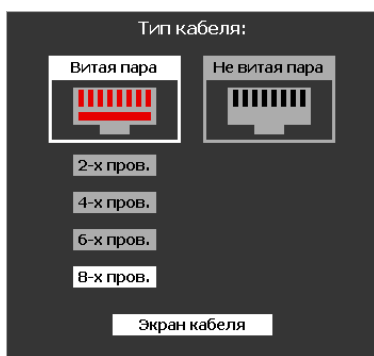 Тип кабеля:
Витая пара
Не витая пара
2-х пров.
4-х пров.
6-х пров.
8-х пров.
Экран кабеля